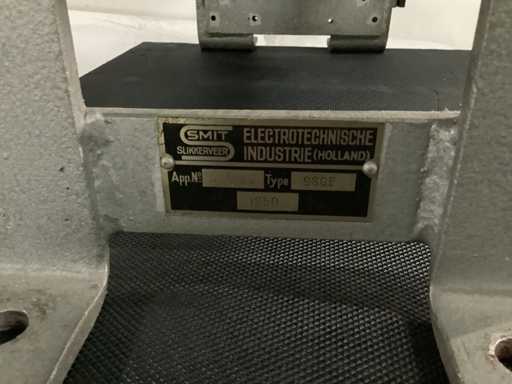 SMIT
SLIKKERVEER
ELECTROTECHNISCHE
INDUSTRIE (HOLLAND)
App.No Type
1950